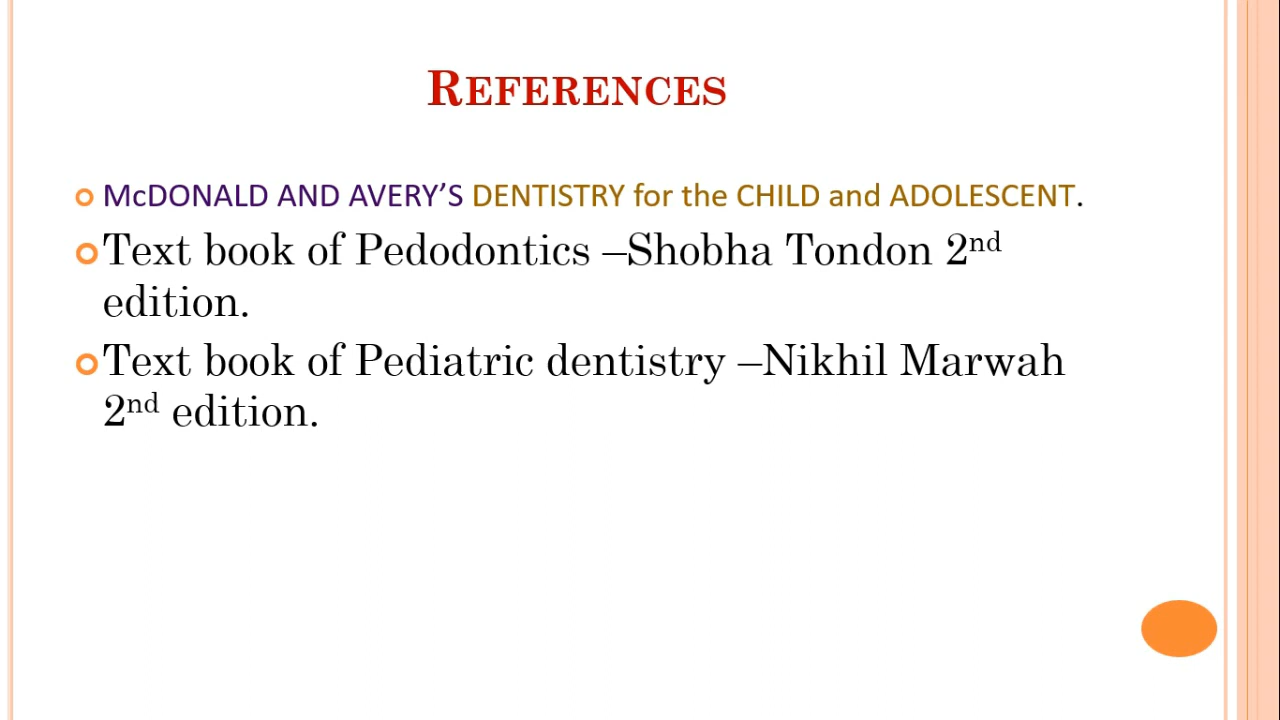 REFERENCES
McDONALD AND AVERY’S DENTISTRY for the CHILD and ADOLESCENT.
Text book of Pedodontics –Shobha Tondon 2nd
edition.
Text book of Pediatric dentistry –Nikhil Marwah
2nd edition.